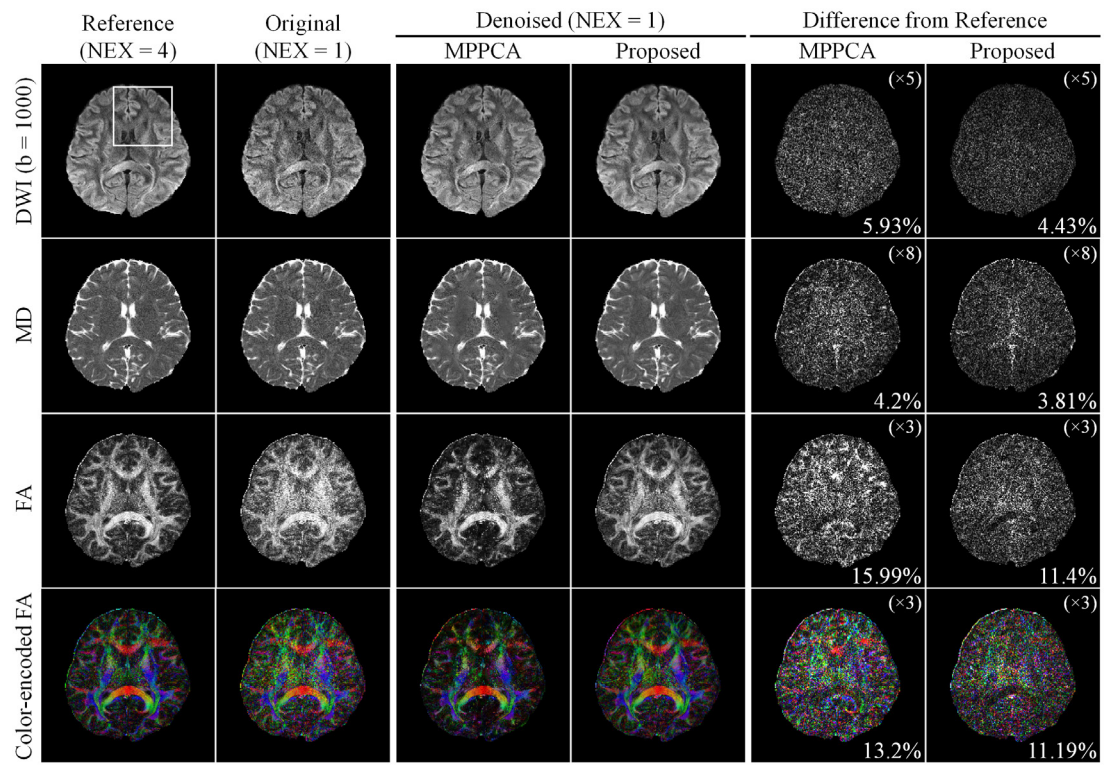 Reference
(NEX = 4)
Original
(NEX = 1)
Denoised (NEX = 1)
MPPCA
Proposed
Difference from Reference
MPPCA
Proposed
DWI (b = 1000)
(×5)
5.93%
(×5)
4.43%
MD
(×8)
4.2%
(×8)
3.81%
FA
(×3)
15.99%
(×3)
11.4%
Color-encoded FA
(×3)
13.2%
(×3)
11.19%